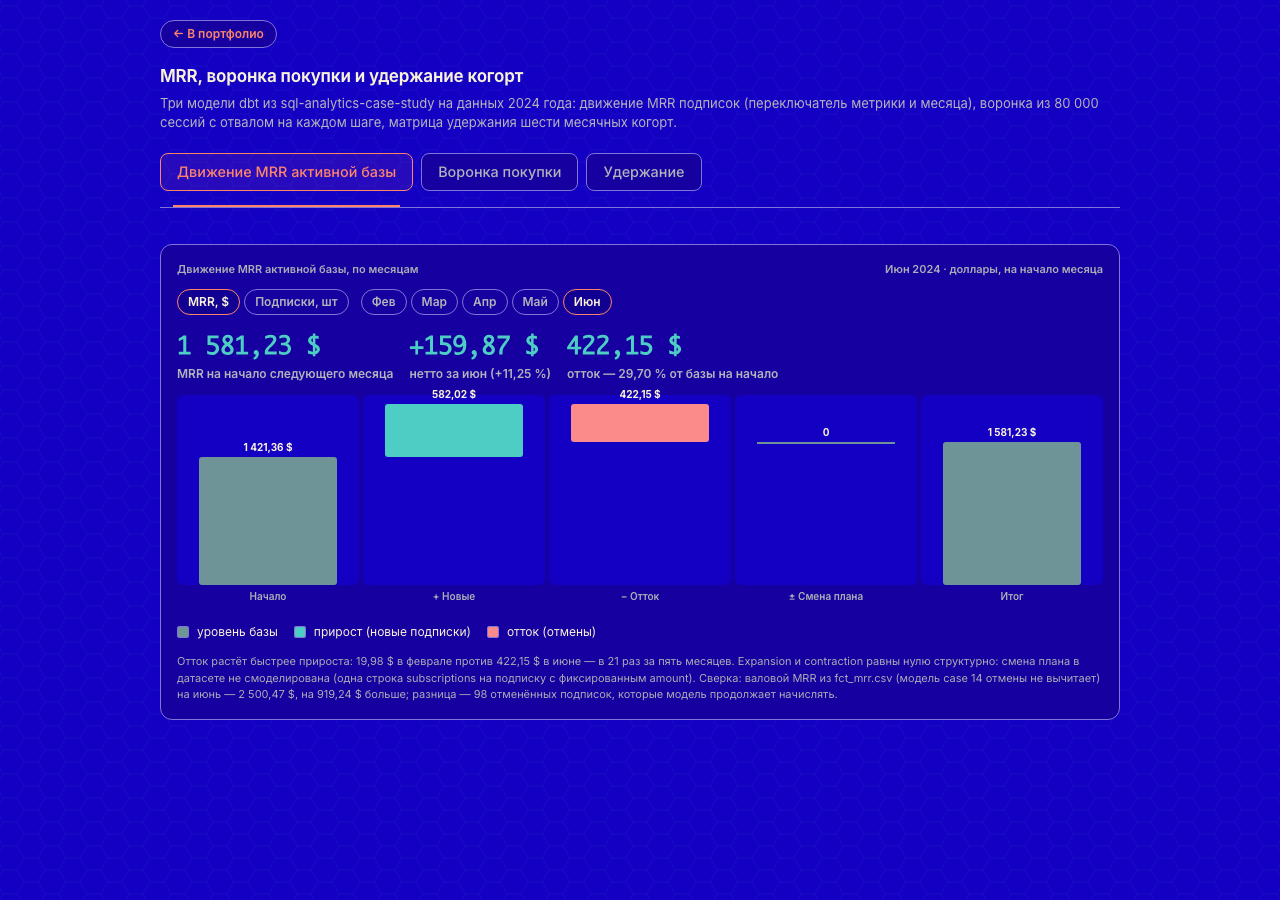 ← В портфолио
MRR, воронка покупки и удержание когорт
Три модели dbt из sql-analytics-case-study на данных 2024 года: движение MRR подписок (переключатель метрики и месяца), воронка из 80 000
сессий с отвалом на каждом шаге, матрица удержания шести месячных когорт.
Движение MRR активной базы Воронка покупки Удержание
Движение MRR активной базы, по месяцам Июн 2024 · доллары, на начало месяца
MRR, $ Подписки, шт Фев Мар Апр Май Июн
1 581,23 $ +159,87 $ 422,15 $
MRR на начало следующего месяца нетто за июн (+11,25 %) отток — 29,70 % от базы на начало
1 421,36 $ 582,02 $ 422,15 $ 0 1 581,23 $
Начало + Новые − Отток ± Смена плана Итог
уровень базы прирост (новые подписки) отток (отмены)
Отток растёт быстрее прироста: 19,98 $ в феврале против 422,15 $ в июне — в 21 раз за пять месяцев. Expansion и contraction равны нулю структурно: смена плана в
датасете не смоделирована (одна строка subscriptions на подписку с фиксированным amount). Сверка: валовой MRR из fct_mrr.csv (модель case 14 отмены не вычитает)
на июнь — 2 500,47 $, на 919,24 $ больше; разница — 98 отменённых подписок, которые модель продолжает начислять.